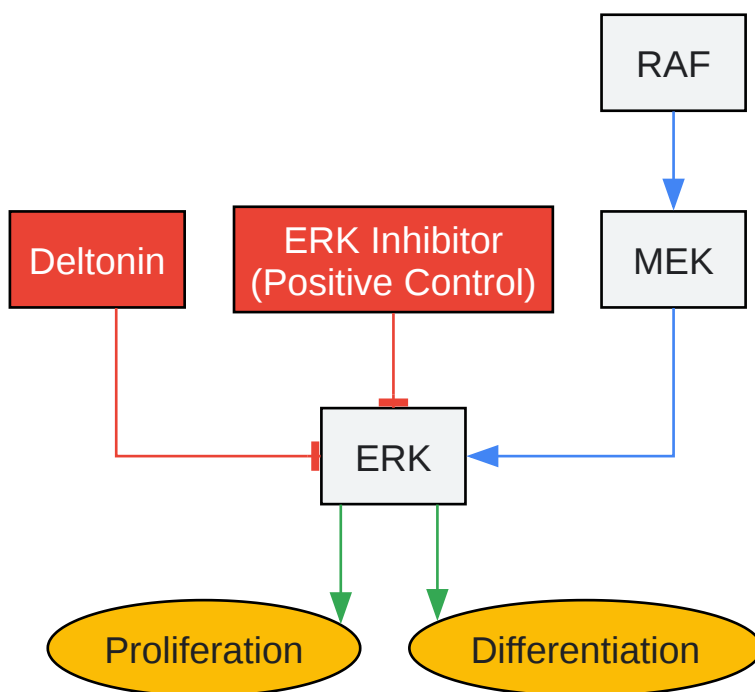 RAF
Deltonin
ERK Inhibitor
(Positive Control)
MEK
ERK
Proliferation
Differentiation